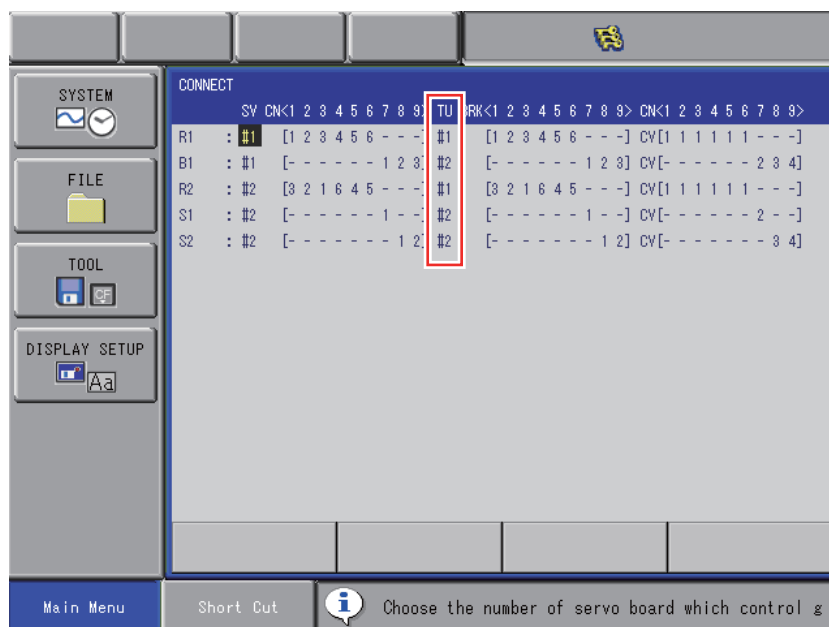 SYSTEM
FILE
TOOL
CF
DISPLAY SETUP
Aa
CONNECT
SV CN<1 2 3 4 5 6 7 8 9> TU BRK<1 2 3 4 5 6 7 8 9> CN<1 2 3 4 5 6 7 8 9>
R1 : #1 [1 2 3 4 5 6 - - -] #1 [1 2 3 4 5 6 - - -] CV[1 1 1 1 1 1 - - -]
B1 : #1 [- - - - - - 1 2 3] #2 [- - - - - - 1 2 3] CV[- - - - - - 2 3 4]
R2 : #2 [3 2 1 6 4 5 - - -] #1 [3 2 1 6 4 5 - - -] CV[1 1 1 1 1 1 - - -]
S1 : #2 [- - - - - - 1 - -] #2 [- - - - - - 1 - -] CV[- - - - - - 2 - -]
S2 : #2 [- - - - - - - 1 2] #2 [- - - - - - - 1 2] CV[- - - - - - - 3 4]
Main Menu
Short Cut
Choose the number of servo board which control g